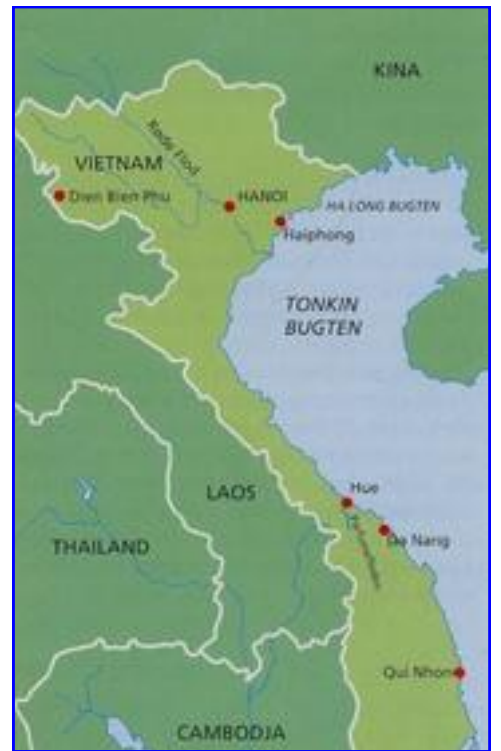 KINA
Røde Flod
VIETNAM
Dien Bien Phu
HANOI
HA LONG BUGTEN
Haiphong
TONKIN
BUGTEN
LAOS
Hue
Da Nang
THAILAND
Qui Nhon
CAMBODJA